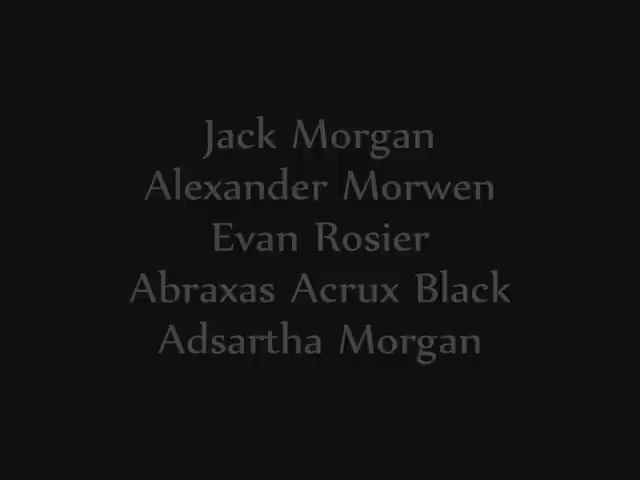 Jack Morgan
Alexander Morwen
Evan Rosier
Abraxas Acrux Black
Adsartha Morgan